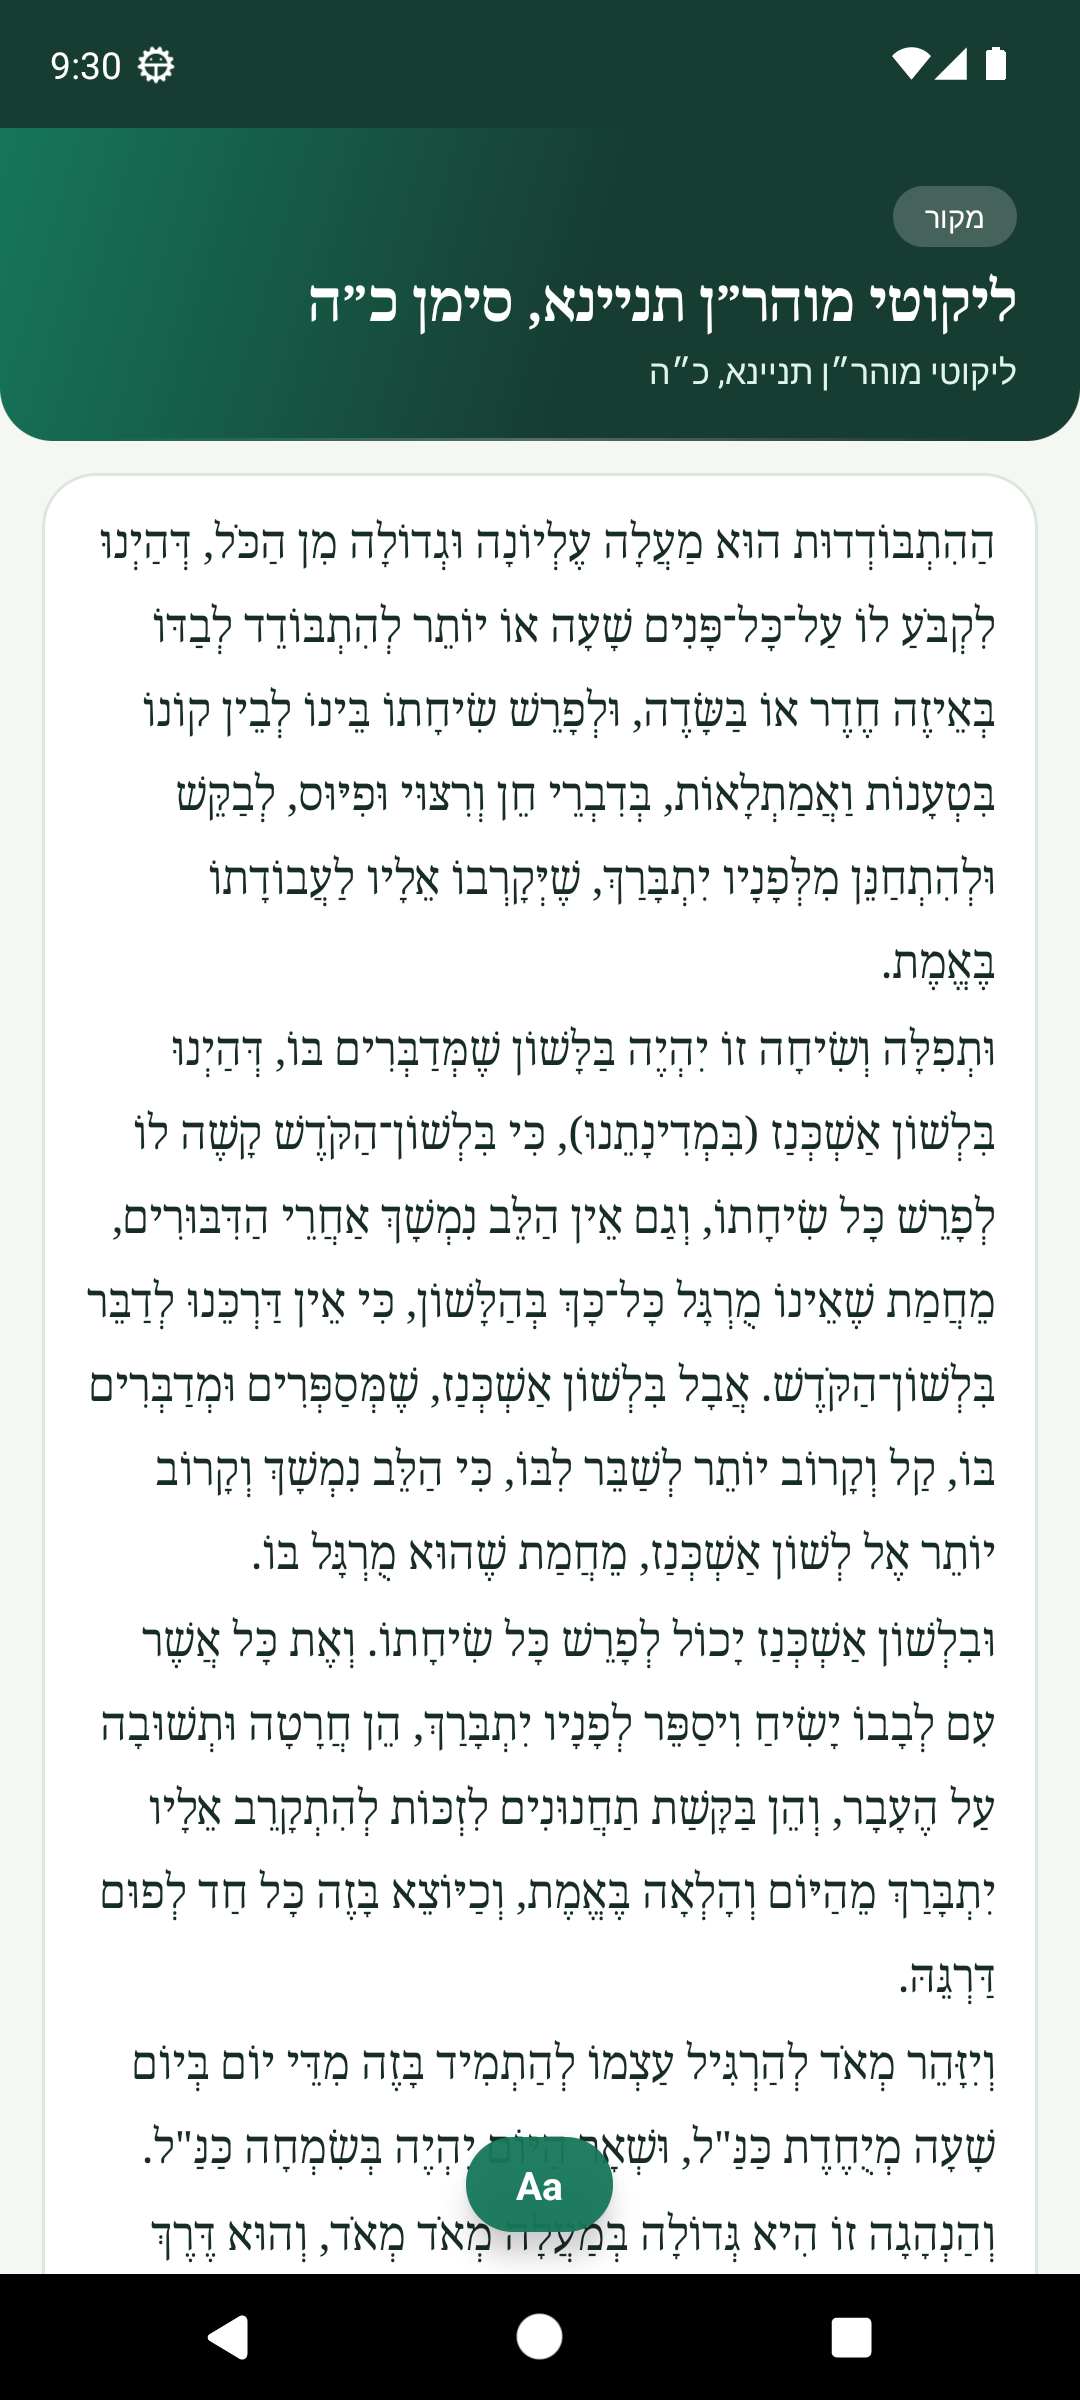 9:30
מקור
ליקוטי מוהר״ן תניינא, סימן כ״ה
ליקוטי מוהר״ן תניינא, כ״ה
הַהִתְבּוֹדְדוּת הוּא מַעֲלָה עֶלְיוֹנָה וּגְדוֹלָה מִן הַכֹּל, דְּהַיְנוּ
לִקְבֹּעַ לוֹ עַל־כָּל־פָּנִים שָׁעָה אוֹ יוֹתֵר לְהִתְבּוֹדֵד לְבַדּוֹ
בְּאֵיזֶה חֶדֶר אוֹ בַּשָּׂדֶה, וּלְפָרֵשׁ שִׂיחָתוֹ בֵּינוֹ לְבֵין קוֹנוֹ
בִּטְעָנוֹת וַאֲמַתְלָאוֹת, בְּדִבְרֵי חֵן וְרִצּוּי וּפִיּוּס, לְבַקֵּשׁ
וּלְהִתְחַנֵּן מִלְּפָנָיו יִתְבָּרַךְ, שֶׁיְּקָרְבוֹ אֵלָיו לַעֲבוֹדָתוֹ
בֶּאֱמֶת.
וּתְפִלָּה וְשִׂיחָה זוֹ יִהְיֶה בַּלָּשׁוֹן שֶׁמְּדַבְּרִים בּוֹ, דְּהַיְנוּ
בִּלְשׁוֹן אַשְׁכְּנַז (בִּמְדִינָתֵנוּ), כִּי בִּלְשׁוֹן־הַקֹּדֶשׁ קָשֶׁה לוֹ
לְפָרֵשׁ כָּל שִׂיחָתוֹ, וְגַם אֵין הַלֵּב נִמְשָׁךְ אַחֲרֵי הַדִּבּוּרִים,
מֵחֲמַת שֶׁאֵינוֹ מֻרְגָּל כָּל־כָּךְ בְּהַלָּשׁוֹן, כִּי אֵין דַּרְכֵּנוּ לְדַבֵּר
בִּלְשׁוֹן־הַקֹּדֶשׁ. אֲבָל בִּלְשׁוֹן אַשְׁכְּנַז, שֶׁמְּסַפְּרִים וּמְדַבְּרִים
בּוֹ, קַל וְקָרוֹב יוֹתֵר לְשַׁבֵּר לִבּוֹ, כִּי הַלֵּב נִמְשָׁךְ וְקָרוֹב
יוֹתֵר אֶל לְשׁוֹן אַשְׁכְּנַז, מֵחֲמַת שֶׁהוּא מֻרְגָּל בּוֹ.
וּבִלְשׁוֹן אַשְׁכְּנַז יָכוֹל לְפָרֵשׁ כָּל שִׂיחָתוֹ. וְאֶת כָּל אֲשֶׁר
עִם לְבָבוֹ יָשִׂיחַ וִיסַפֵּר לְפָנָיו יִתְבָּרַךְ, הֵן חֲרָטָה וּתְשׁוּבָה
עַל הֶעָבָר, וְהֵן בַּקָּשַׁת תַחֲנוּנִים לִזְכּוֹת לְהִתְקָרֵב אֵלָיו
יִתְבָּרַךְ מֵהַיּוֹם וְהָלְאָה בֶּאֱמֶת, וְכַיּוֹצֵא בָּזֶה כָּל חַד לְפוּם
דַּרְגֵּהּ.
וְיִזָּהֵר מְאֹד לְהַרְגִּיל עַצְמוֹ לְהַתְמִיד בָּזֶה מִדֵּי יוֹם בְּיוֹם
שָׁעָה מְיֻחֶדֶת כַּנַּ"ל, וּשְׁאָר הַיּוֹם יִהְיֶה בְּשִׂמְחָה כַּנַּ"ל.
וְהַנְהָגָה זוֹ הִיא גְּדוֹלָה בְּמַעֲלָה מְאֹד מְאֹד, וְהוּא דֶּרֶךְ
Aa